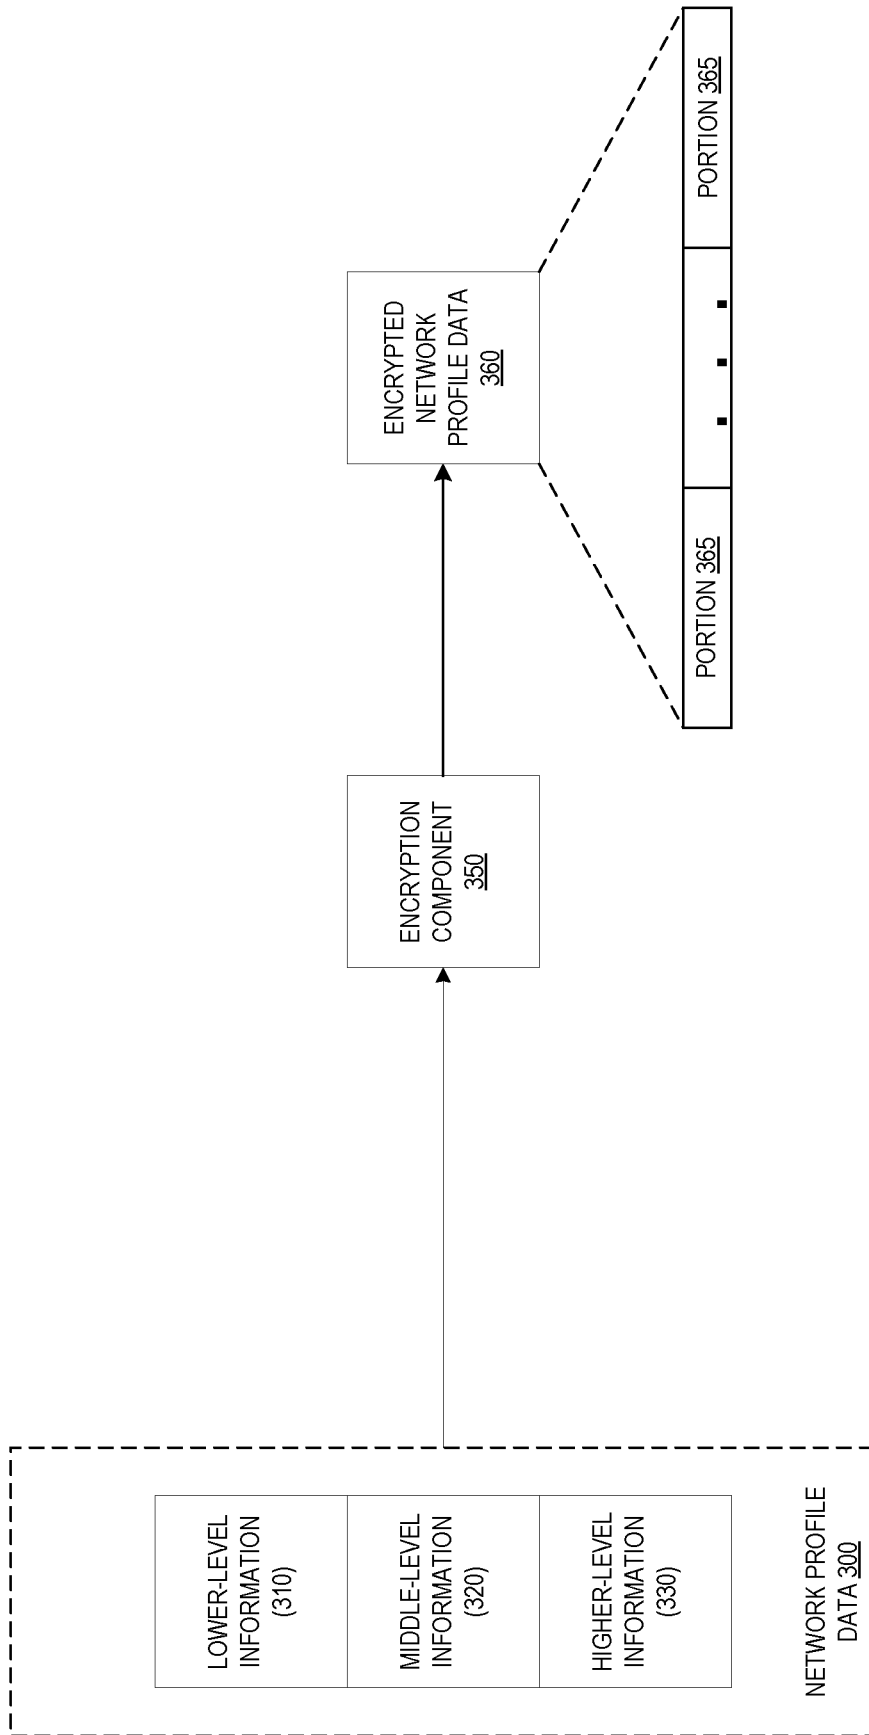 LOWER-LEVEL
INFORMATION
(310)
MIDDLE-LEVEL
INFORMATION
(320)
HIGHER-LEVEL
INFORMATION
(330)
NETWORK PROFILE
DATA 300
ENCRYPTION
COMPONENT
350
ENCRYPTED
NETWORK
PROFILE DATA
360
PORTION 365
PORTION 365